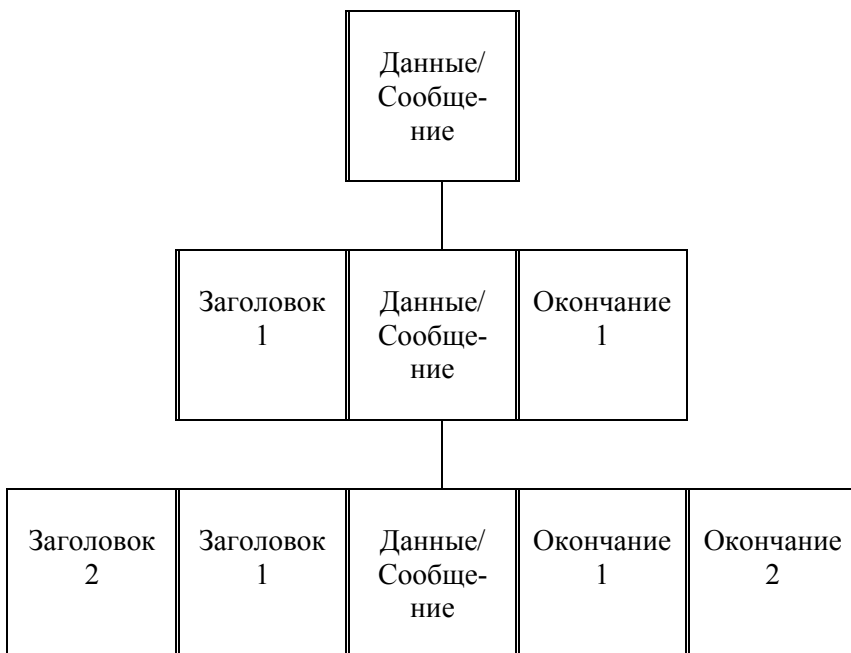 Данные/
Сообще-
ние
Заголовок
1
Данные/
Сообще-
ние
Окончание
1
Заголовок
2
Заголовок
1
Данные/
Сообще-
ние
Окончание
1
Окончание
2